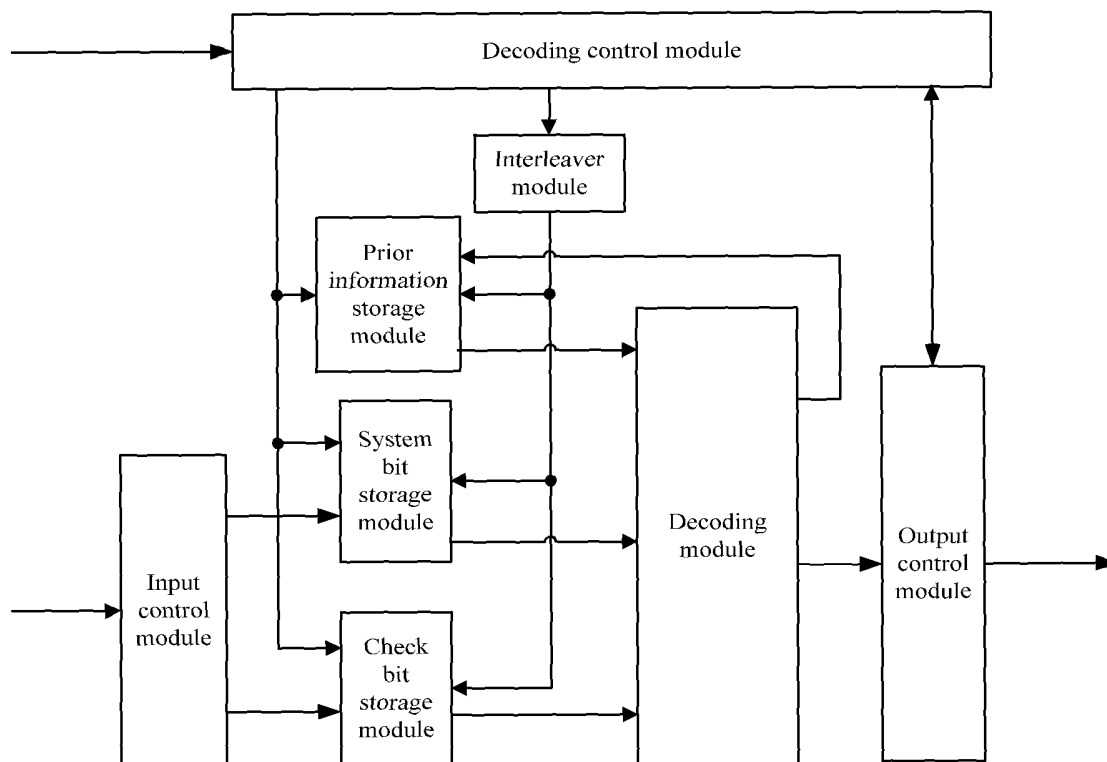 Decoding control module
Interleaver
module
Prior
information
storage
module
System
bit
storage
module
Decoding
module
Output
control
module
Input
control
module
Check
bit
storage
module